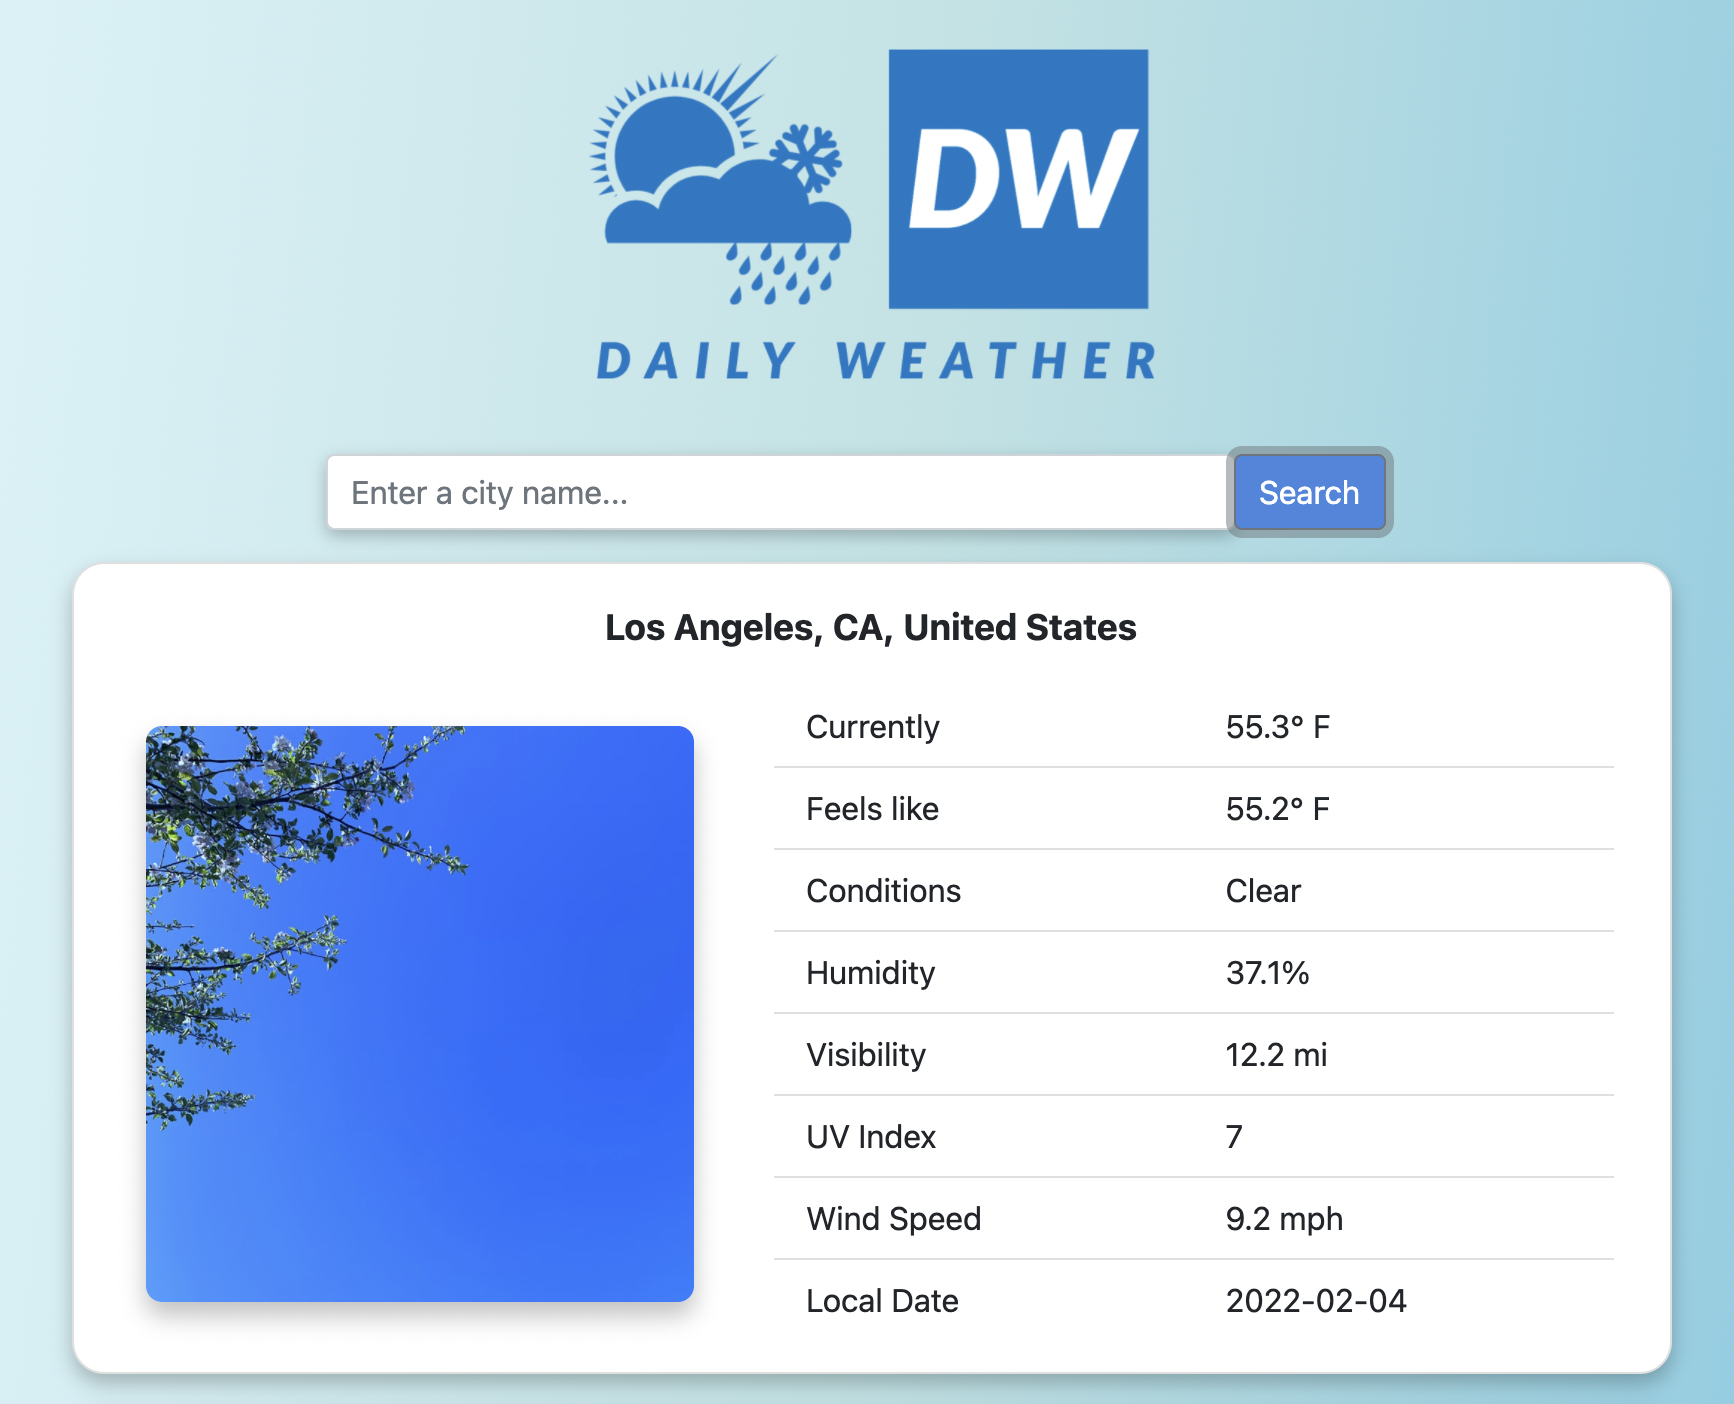 DW
DAILY WEATHER
Enter a city name...
Search
Los Angeles, CA, United States
Currently 55.3° F
Feels like 55.2° F
Conditions Clear
Humidity 37.1%
Visibility 12.2 mi
UV Index 7
Wind Speed 9.2 mph
Local Date 2022-02-04